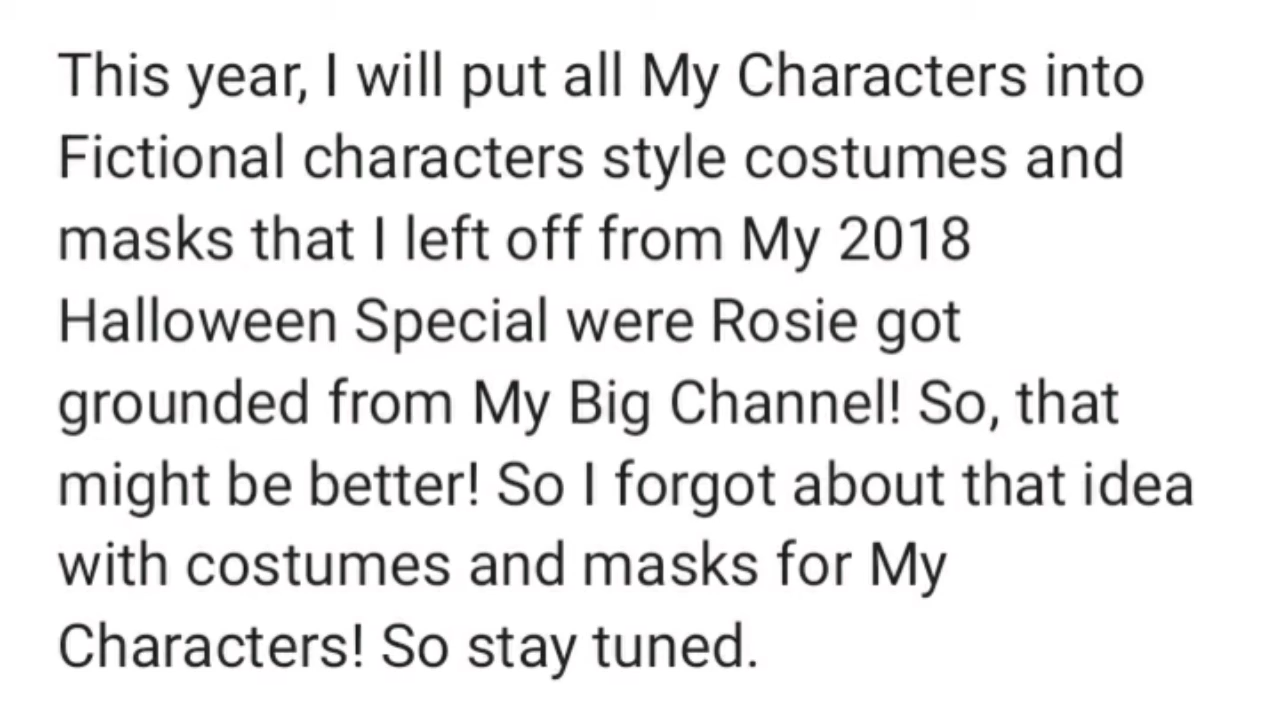 This year, I will put all My Characters into
Fictional characters style costumes and
masks that I left off from My 2018
Halloween Special were Rosie got
grounded from My Big Channel! So, that
might be better! So I forgot about that idea
with costumes and masks for My
Characters! So stay tuned.